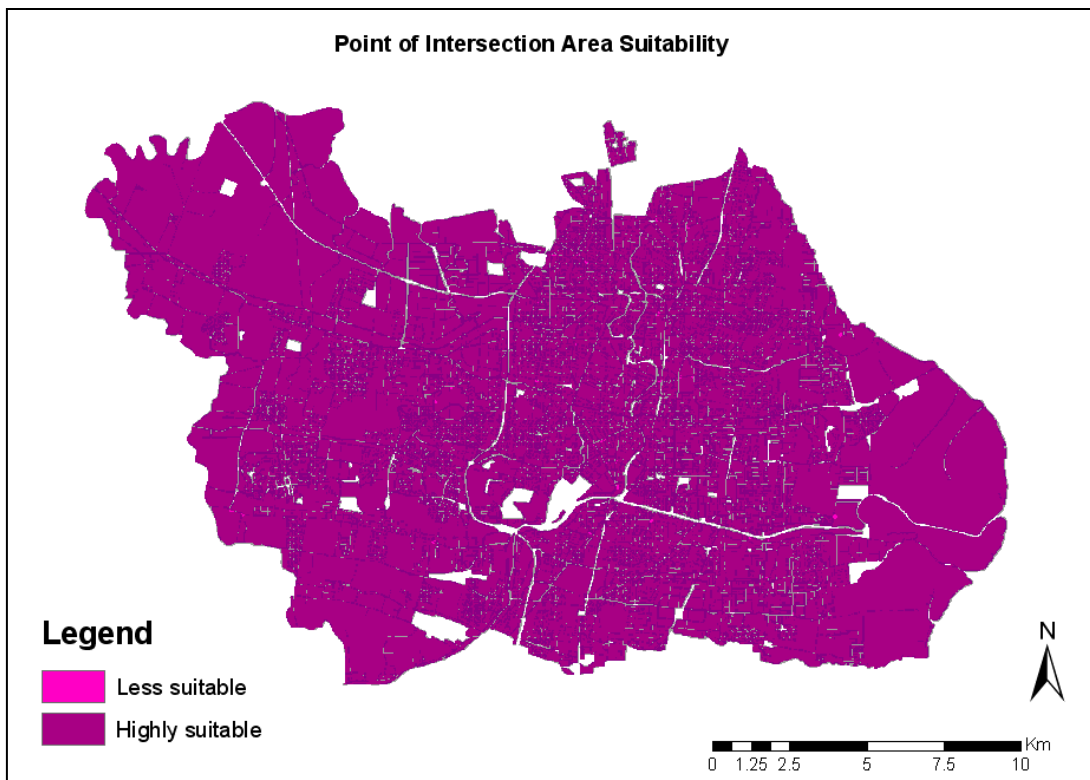 Point of Intersection Area Suitability
Legend
Less suitable
Highly suitable
N
Km
0 1.25 2.5 5 7.5 10